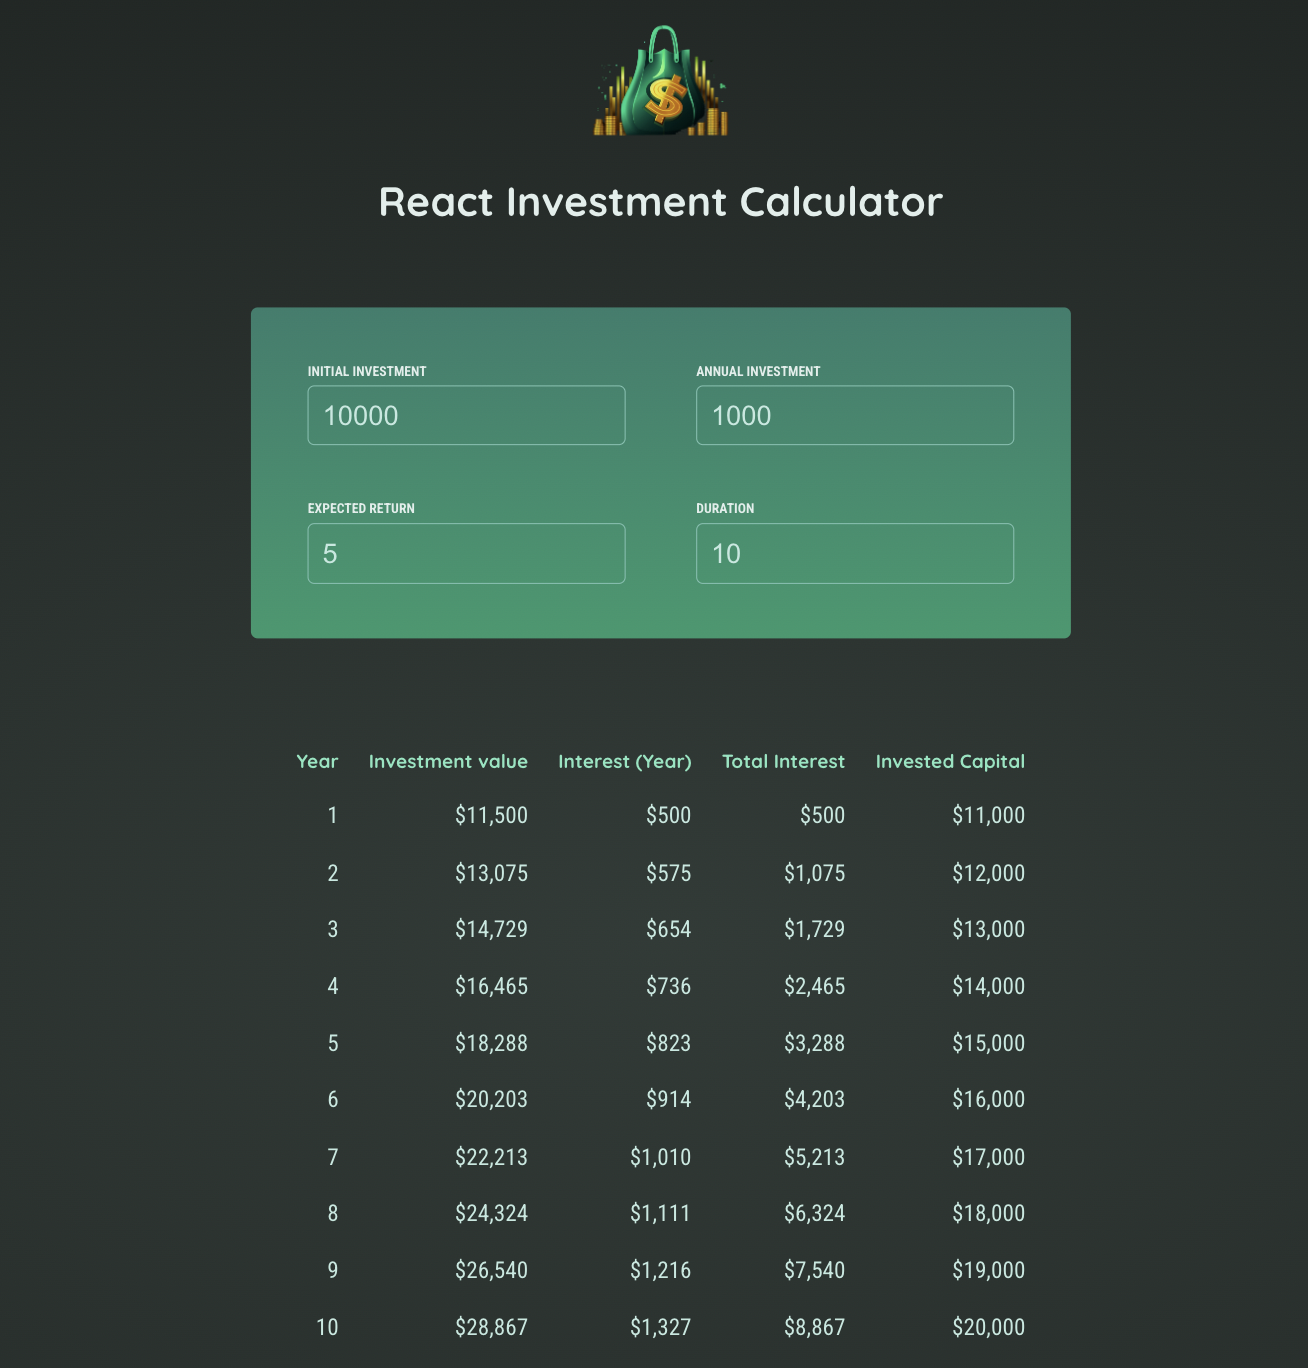 $
React Investment Calculator
INITIAL INVESTMENT ANNUAL INVESTMENT
10000 1000
EXPECTED RETURN DURATION
5 10
Year Investment value Interest (Year) Total Interest Invested Capital
1 $11,500 $500 $500 $11,000
2 $13,075 $575 $1,075 $12,000
3 $14,729 $654 $1,729 $13,000
4 $16,465 $736 $2,465 $14,000
5 $18,288 $823 $3,288 $15,000
6 $20,203 $914 $4,203 $16,000
7 $22,213 $1,010 $5,213 $17,000
8 $24,324 $1,111 $6,324 $18,000
9 $26,540 $1,216 $7,540 $19,000
10 $28,867 $1,327 $8,867 $20,000